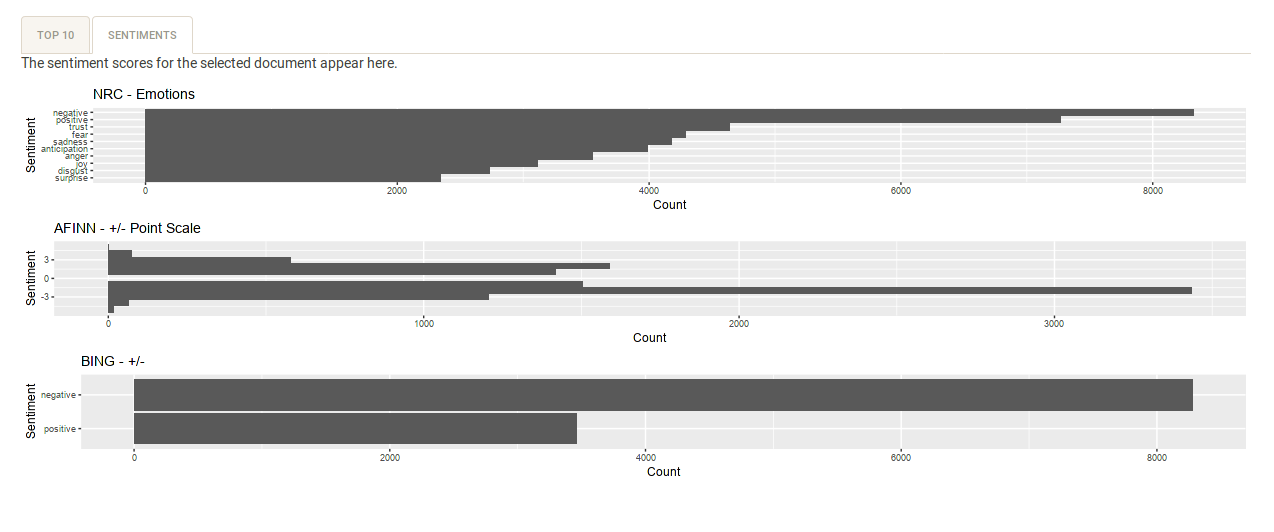 TOP 10
SENTIMENTS
The sentiment scores for the selected document appear here.
NRC - Emotions
Sentiment
negative
positive
trust
fear
sadness
anticipation
anger
joy
disgust
surprise
0 2000 4000 6000 8000
Count
AFINN - +/- Point Scale
Sentiment
3
0
-3
0 1000 2000 3000
Count
BING - +/-
Sentiment
negative
positive
0 2000 4000 6000 8000
Count